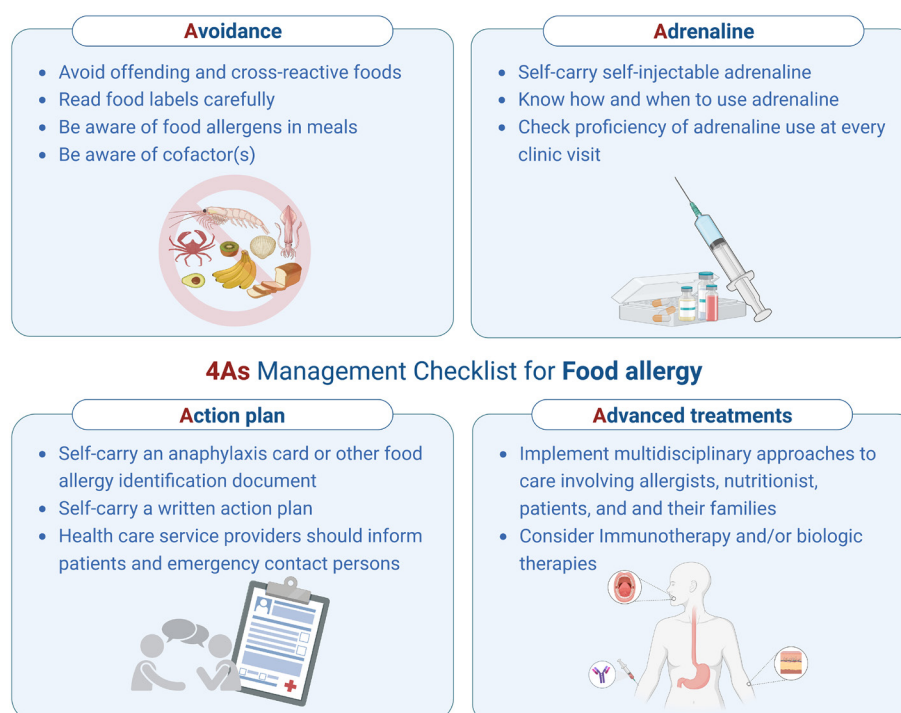 Avoidance
• Avoid offending and cross-reactive foods
• Read food labels carefully
• Be aware of food allergens in meals
• Be aware of cofactor(s)
Adrenaline
• Self-carry self-injectable adrenaline
• Know how and when to use adrenaline
• Check proficiency of adrenaline use at every
clinic visit
4As Management Checklist for Food allergy
Action plan
• Self-carry an anaphylaxis card or other food
allergy identification document
• Self-carry a written action plan
• Health care service providers should inform
patients and emergency contact persons
Advanced treatments
• Implement multidisciplinary approaches to
care involving allergists, nutritionist,
patients, and and their families
• Consider Immunotherapy and/or biologic
therapies